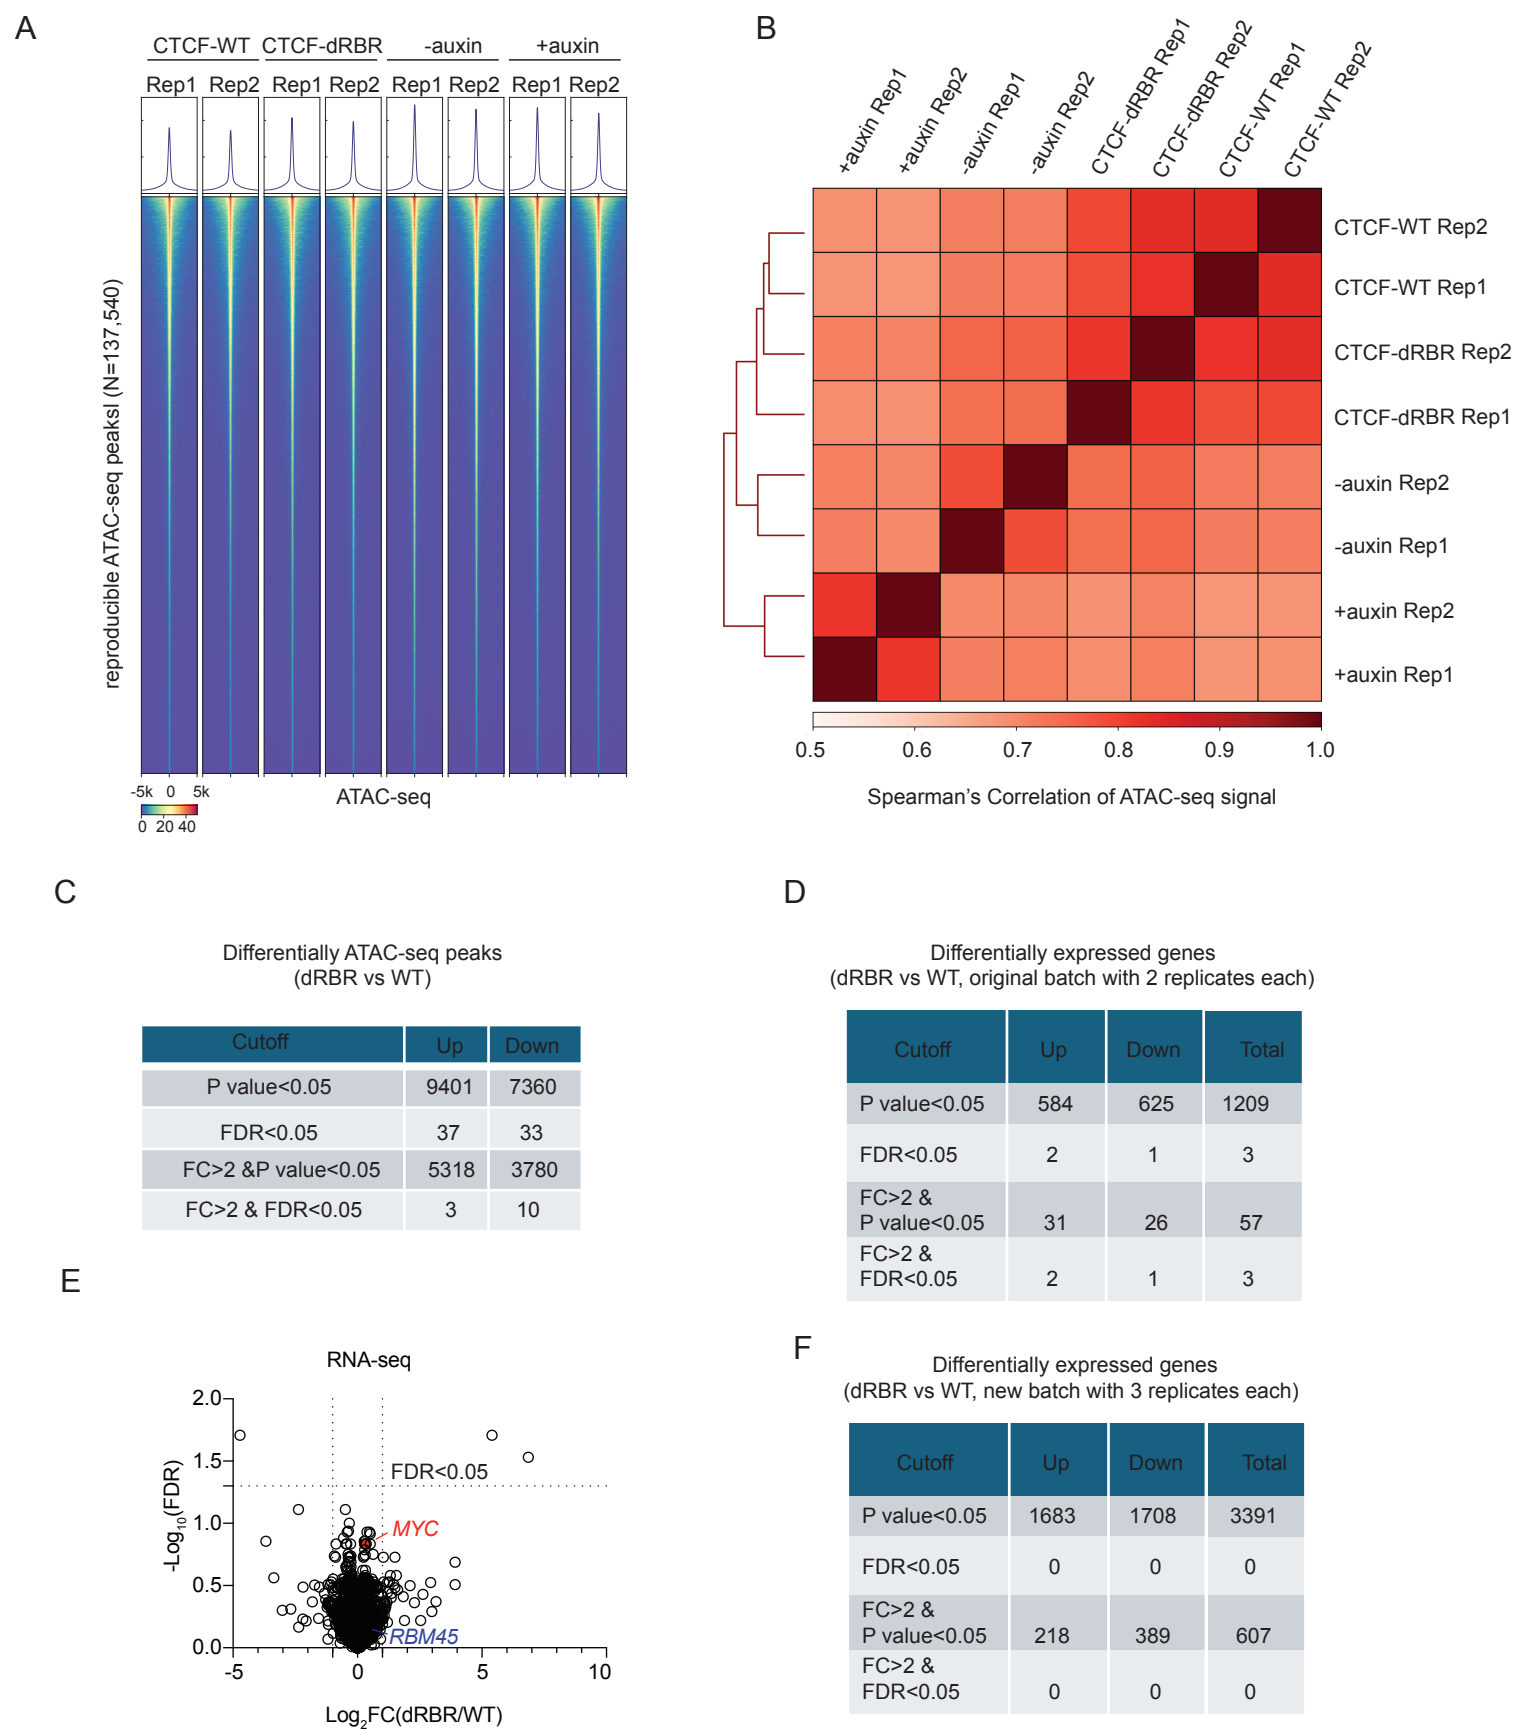 A
CTCF-WT CTCF-dRBR -auxin +auxin
Rep1 Rep2 Rep1 Rep2 Rep1 Rep2 Rep1 Rep2
reproducible ATAC-seq peaksl (N=137,540)
-5k 0 5k
0 20 40
ATAC-seq
B
+auxin Rep1
+auxin Rep2
-auxin Rep1
-auxin Rep2
CTCF-dRBR Rep1
CTCF-dRBR Rep2
CTCF-WT Rep1
CTCF-WT Rep2
CTCF-WT Rep2
CTCF-WT Rep1
CTCF-dRBR Rep2
CTCF-dRBR Rep1
-auxin Rep2
-auxin Rep1
+auxin Rep2
+auxin Rep1
0.5 0.6 0.7 0.8 0.9 1.0
Spearman's Correlation of ATAC-seq signal
C
Differentially ATAC-seq peaks
(dRBR vs WT)
Cutoff Up Down
P value<0.05 9401 7360
FDR<0.05 37 33
FC>2 &P value<0.05 5318 3780
FC>2 & FDR<0.05 3 10
D
Differentially expressed genes
(dRBR vs WT, original batch with 2 replicates each)
Cutoff Up Down Total
P value<0.05 584 625 1209
FDR<0.05 2 1 3
FC>2 &
P value<0.05 31 26 57
FC>2 &
FDR<0.05 2 1 3
E
RNA-seq
2.0
1.5
1.0
0.5
0.0
-Log10(FDR)
FDR<0.05
MYC
RBM45
-5 0 5 10
Log2FC(dRBR/WT)
F
Differentially expressed genes
(dRBR vs WT, new batch with 3 replicates each)
Cutoff Up Down Total
P value<0.05 1683 1708 3391
FDR<0.05 0 0 0
FC>2 &
P value<0.05 218 389 607
FC>2 &
FDR<0.05 0 0 0